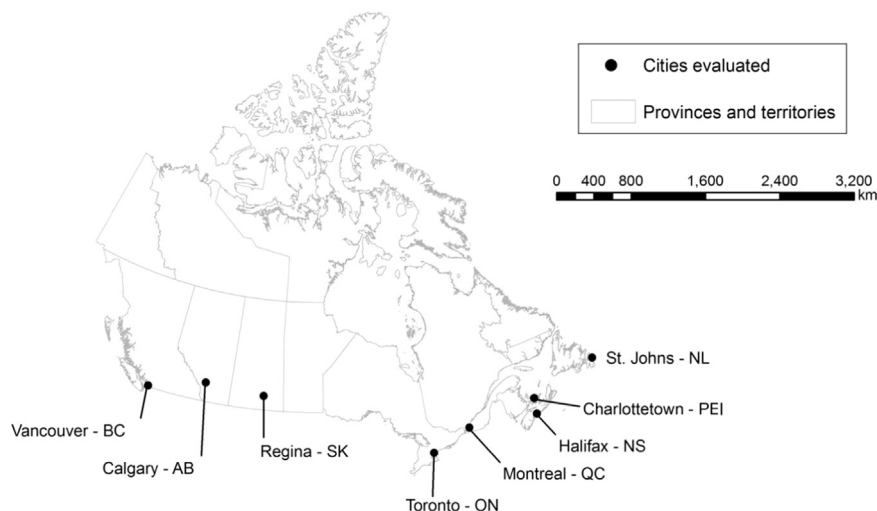 Cities evaluated
Provinces and territories
0 400 800 1,600 2,400 3,200
km
St. Johns - NL
Charlottetown - PEI
Vancouver - BC
Halifax - NS
Regina - SK
Calgary - AB
Montreal - QC
Toronto - ON